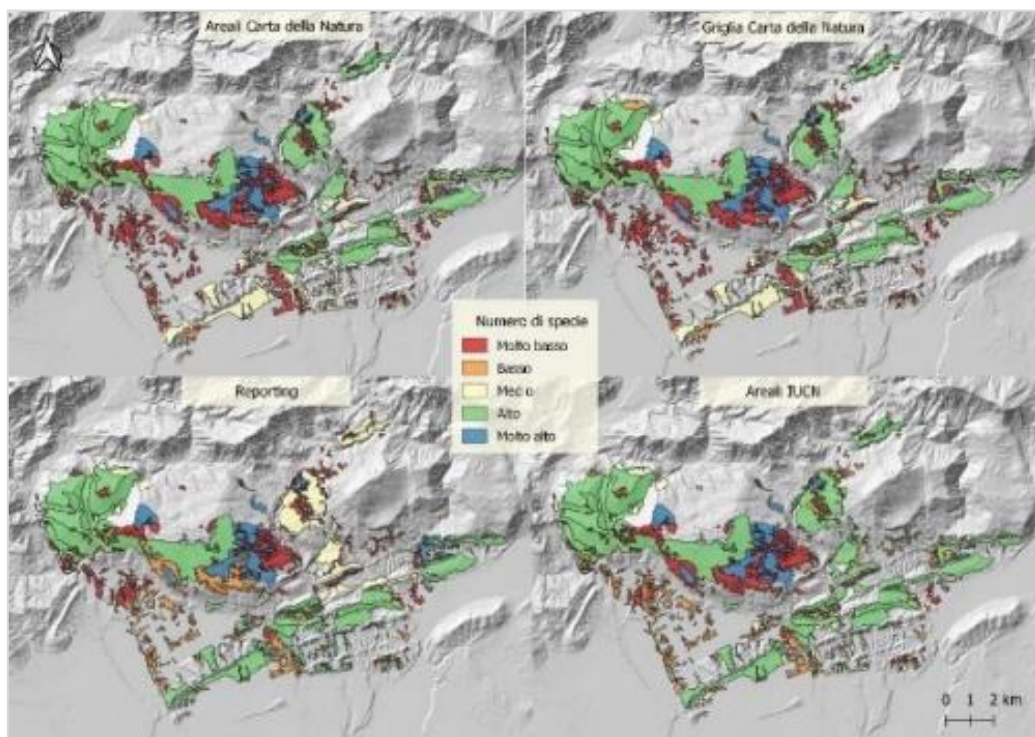 Areali Carta della Natura
Griglia Carta della Natura
Numero di specie
Molto basso
Basso
Med o
Alto
Molto alto
Reporting
Areali IUCN
0 1 2 km